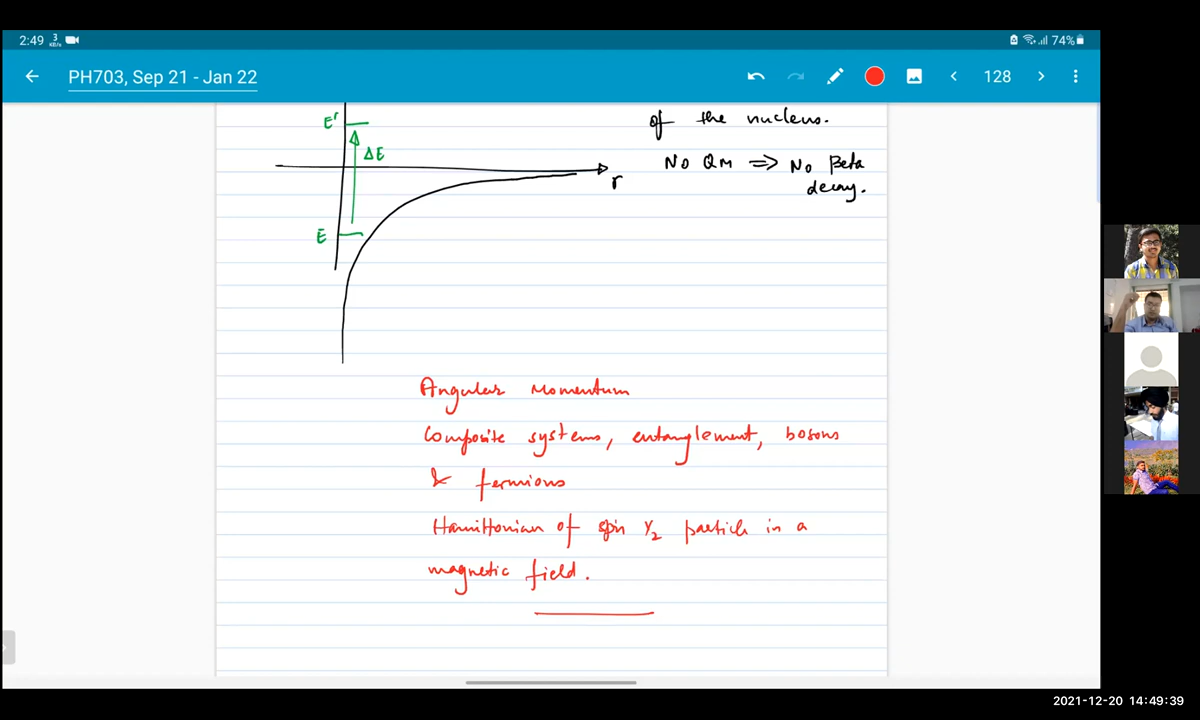 2:49 3 KB/s 74%
PH703, Sep 21 - Jan 22 128
E'
ΔE
r
E
of the nucleus.
No QM ⇒ No Beta
decay.
Angular Momentum
Composite systems, entanglement, bosons
& fermions
Hamiltonian of spin 1/2 particle in a
magnetic field.
2021-12-20 14:49:39